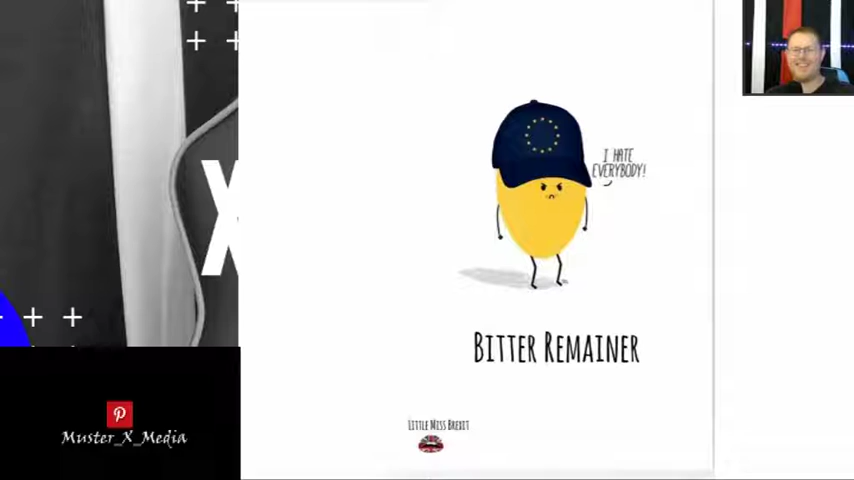 I HATE
EVERYBODY!
BITTER REMAINER
LITTLE MISS BREXIT
Muster_X_Media